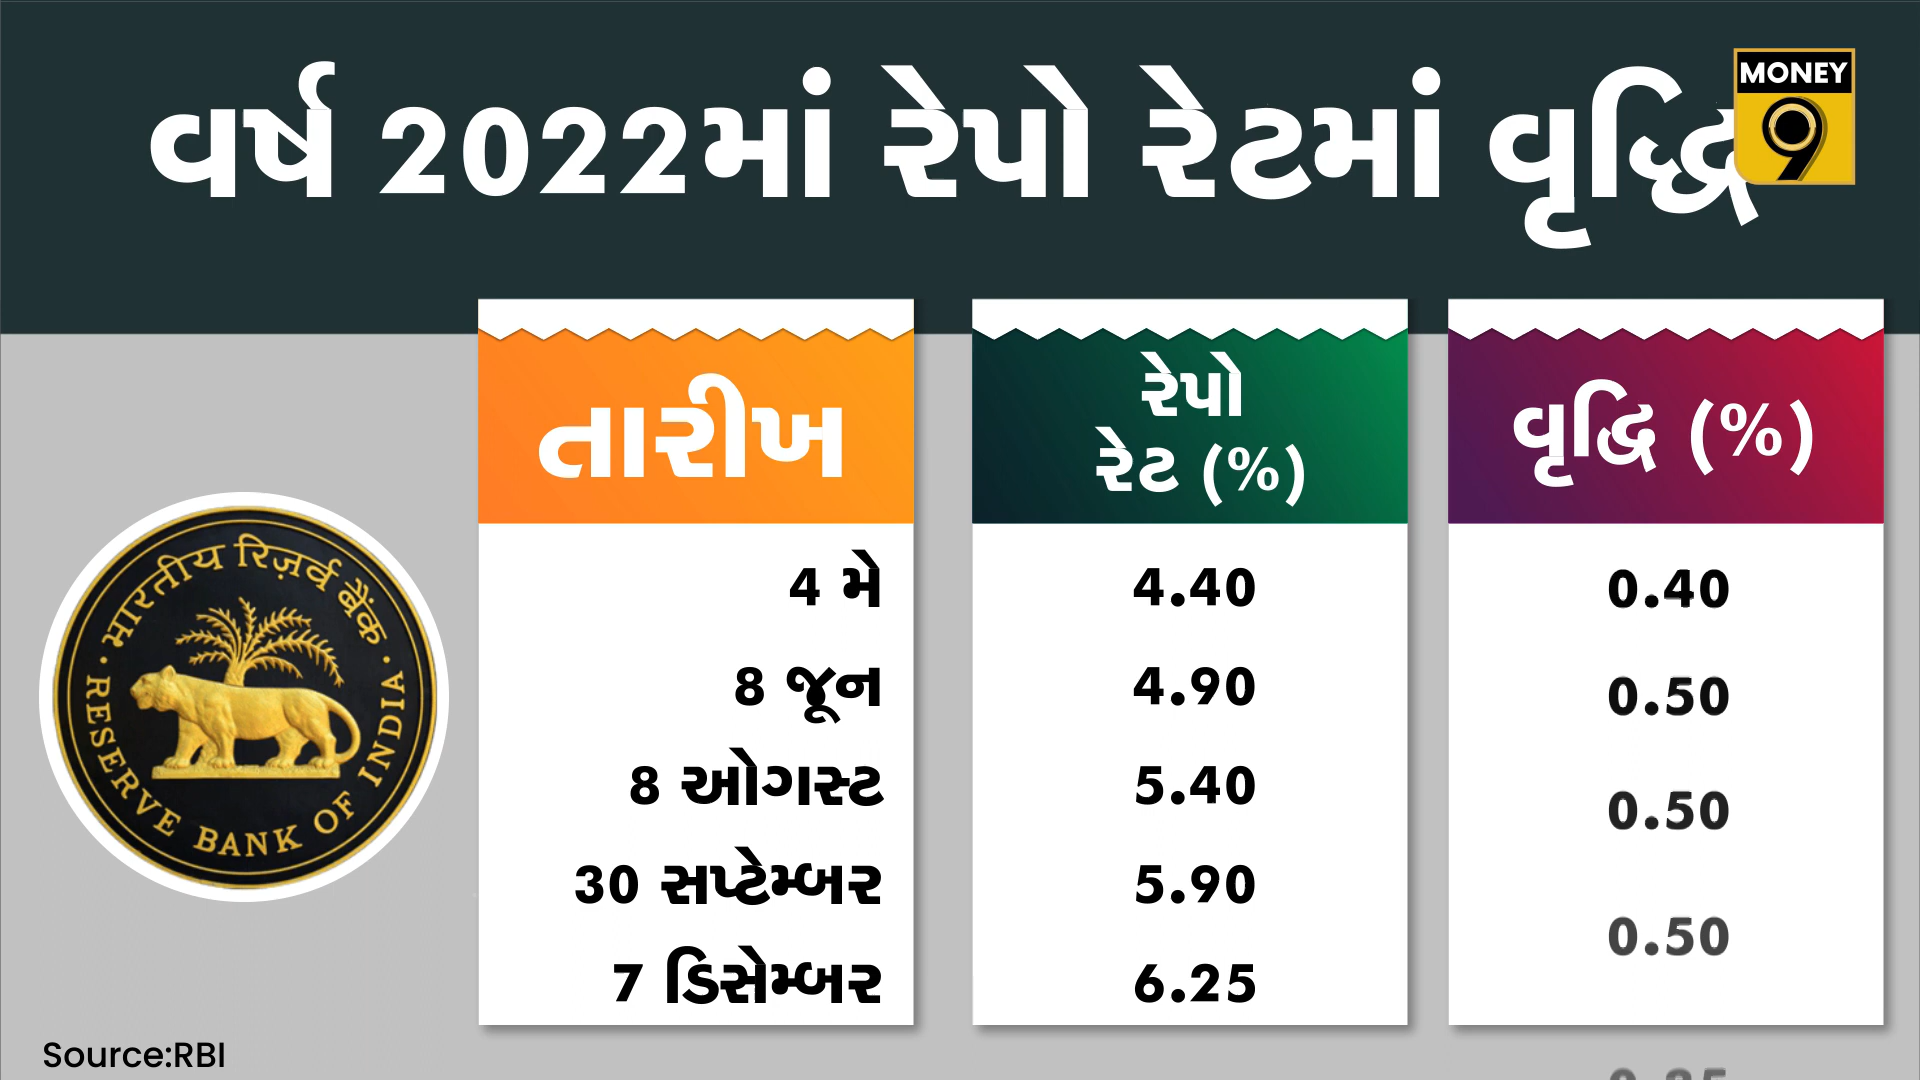 વર્ષ 2022માં રેપો રેટમાં વૃદ્ધિ
MONEY
9
તારીખ
રેપો
રેટ (%)
વૃદ્ધિ (%)
4 મે 4.40 0.40
8 જૂન 4.90 0.50
8 ઓગસ્ટ 5.40 0.50
30 સપ્ટેમ્બર 5.90 0.50
7 ડિસેમ્બર 6.25
भारतीय रिज़र्व बैंक
RESERVE BANK OF INDIA
Source:RBI